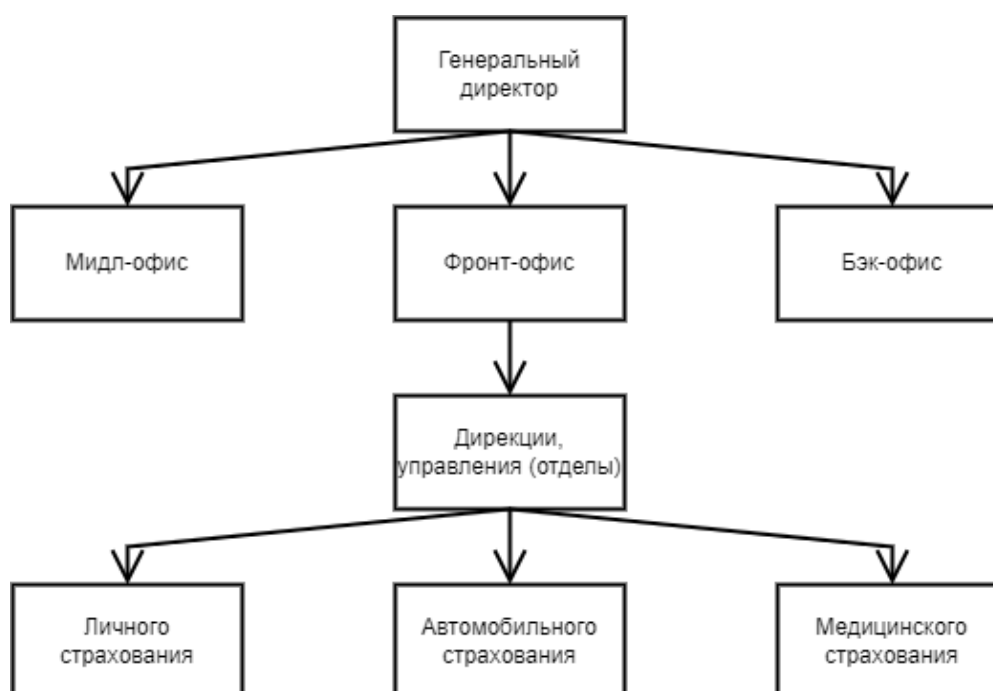 Генеральный
директор
Мидл-офис
Фронт-офис
Бэк-офис
Дирекции,
управления (отделы)
Личного
страхования
Автомобильного
страхования
Медицинского
страхования